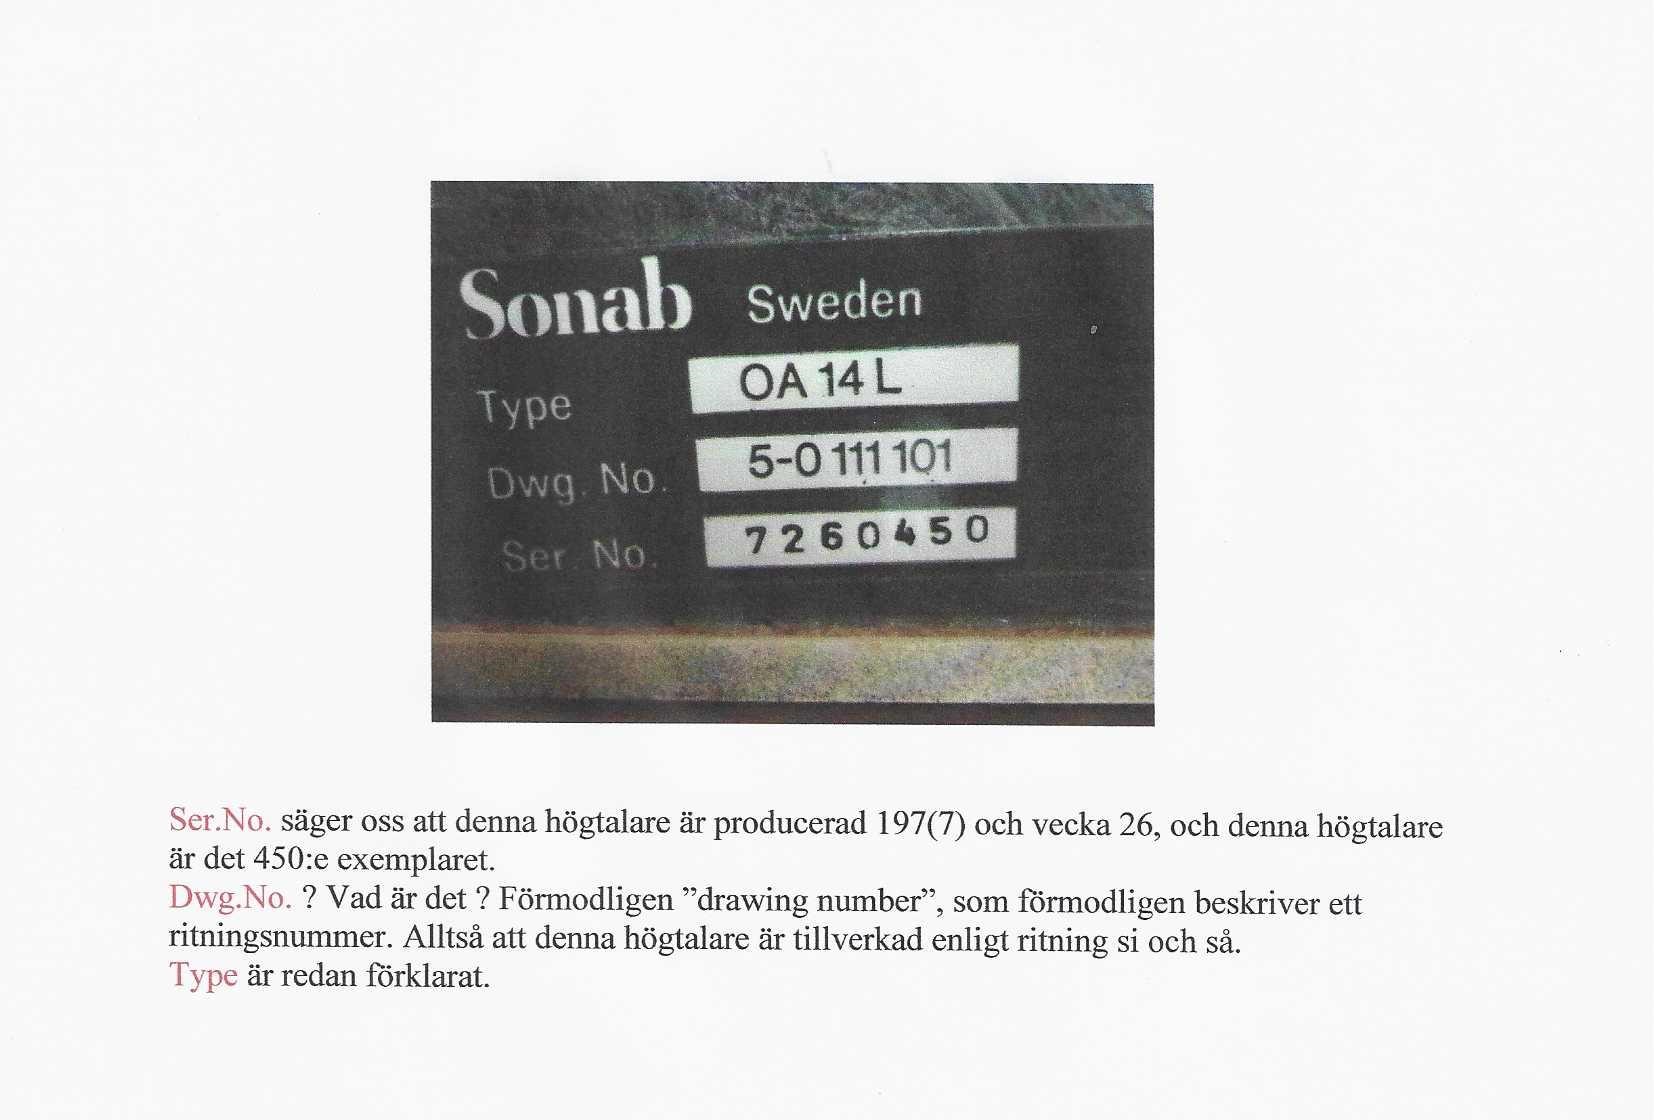 Sonab Sweden
Type OA 14 L
Dwg. No. 5-0111101
Ser. No. 7260450
Ser.No. säger oss att denna högtalare är producerad 197(7) och vecka 26, och denna högtalare
är det 450:e exemplaret.
Dwg.No. ? Vad är det ? Förmodligen ”drawing number”, som förmodligen beskriver ett
ritningsnummer. Alltså att denna högtalare är tillverkad enligt ritning si och så.
Type är redan förklarat.